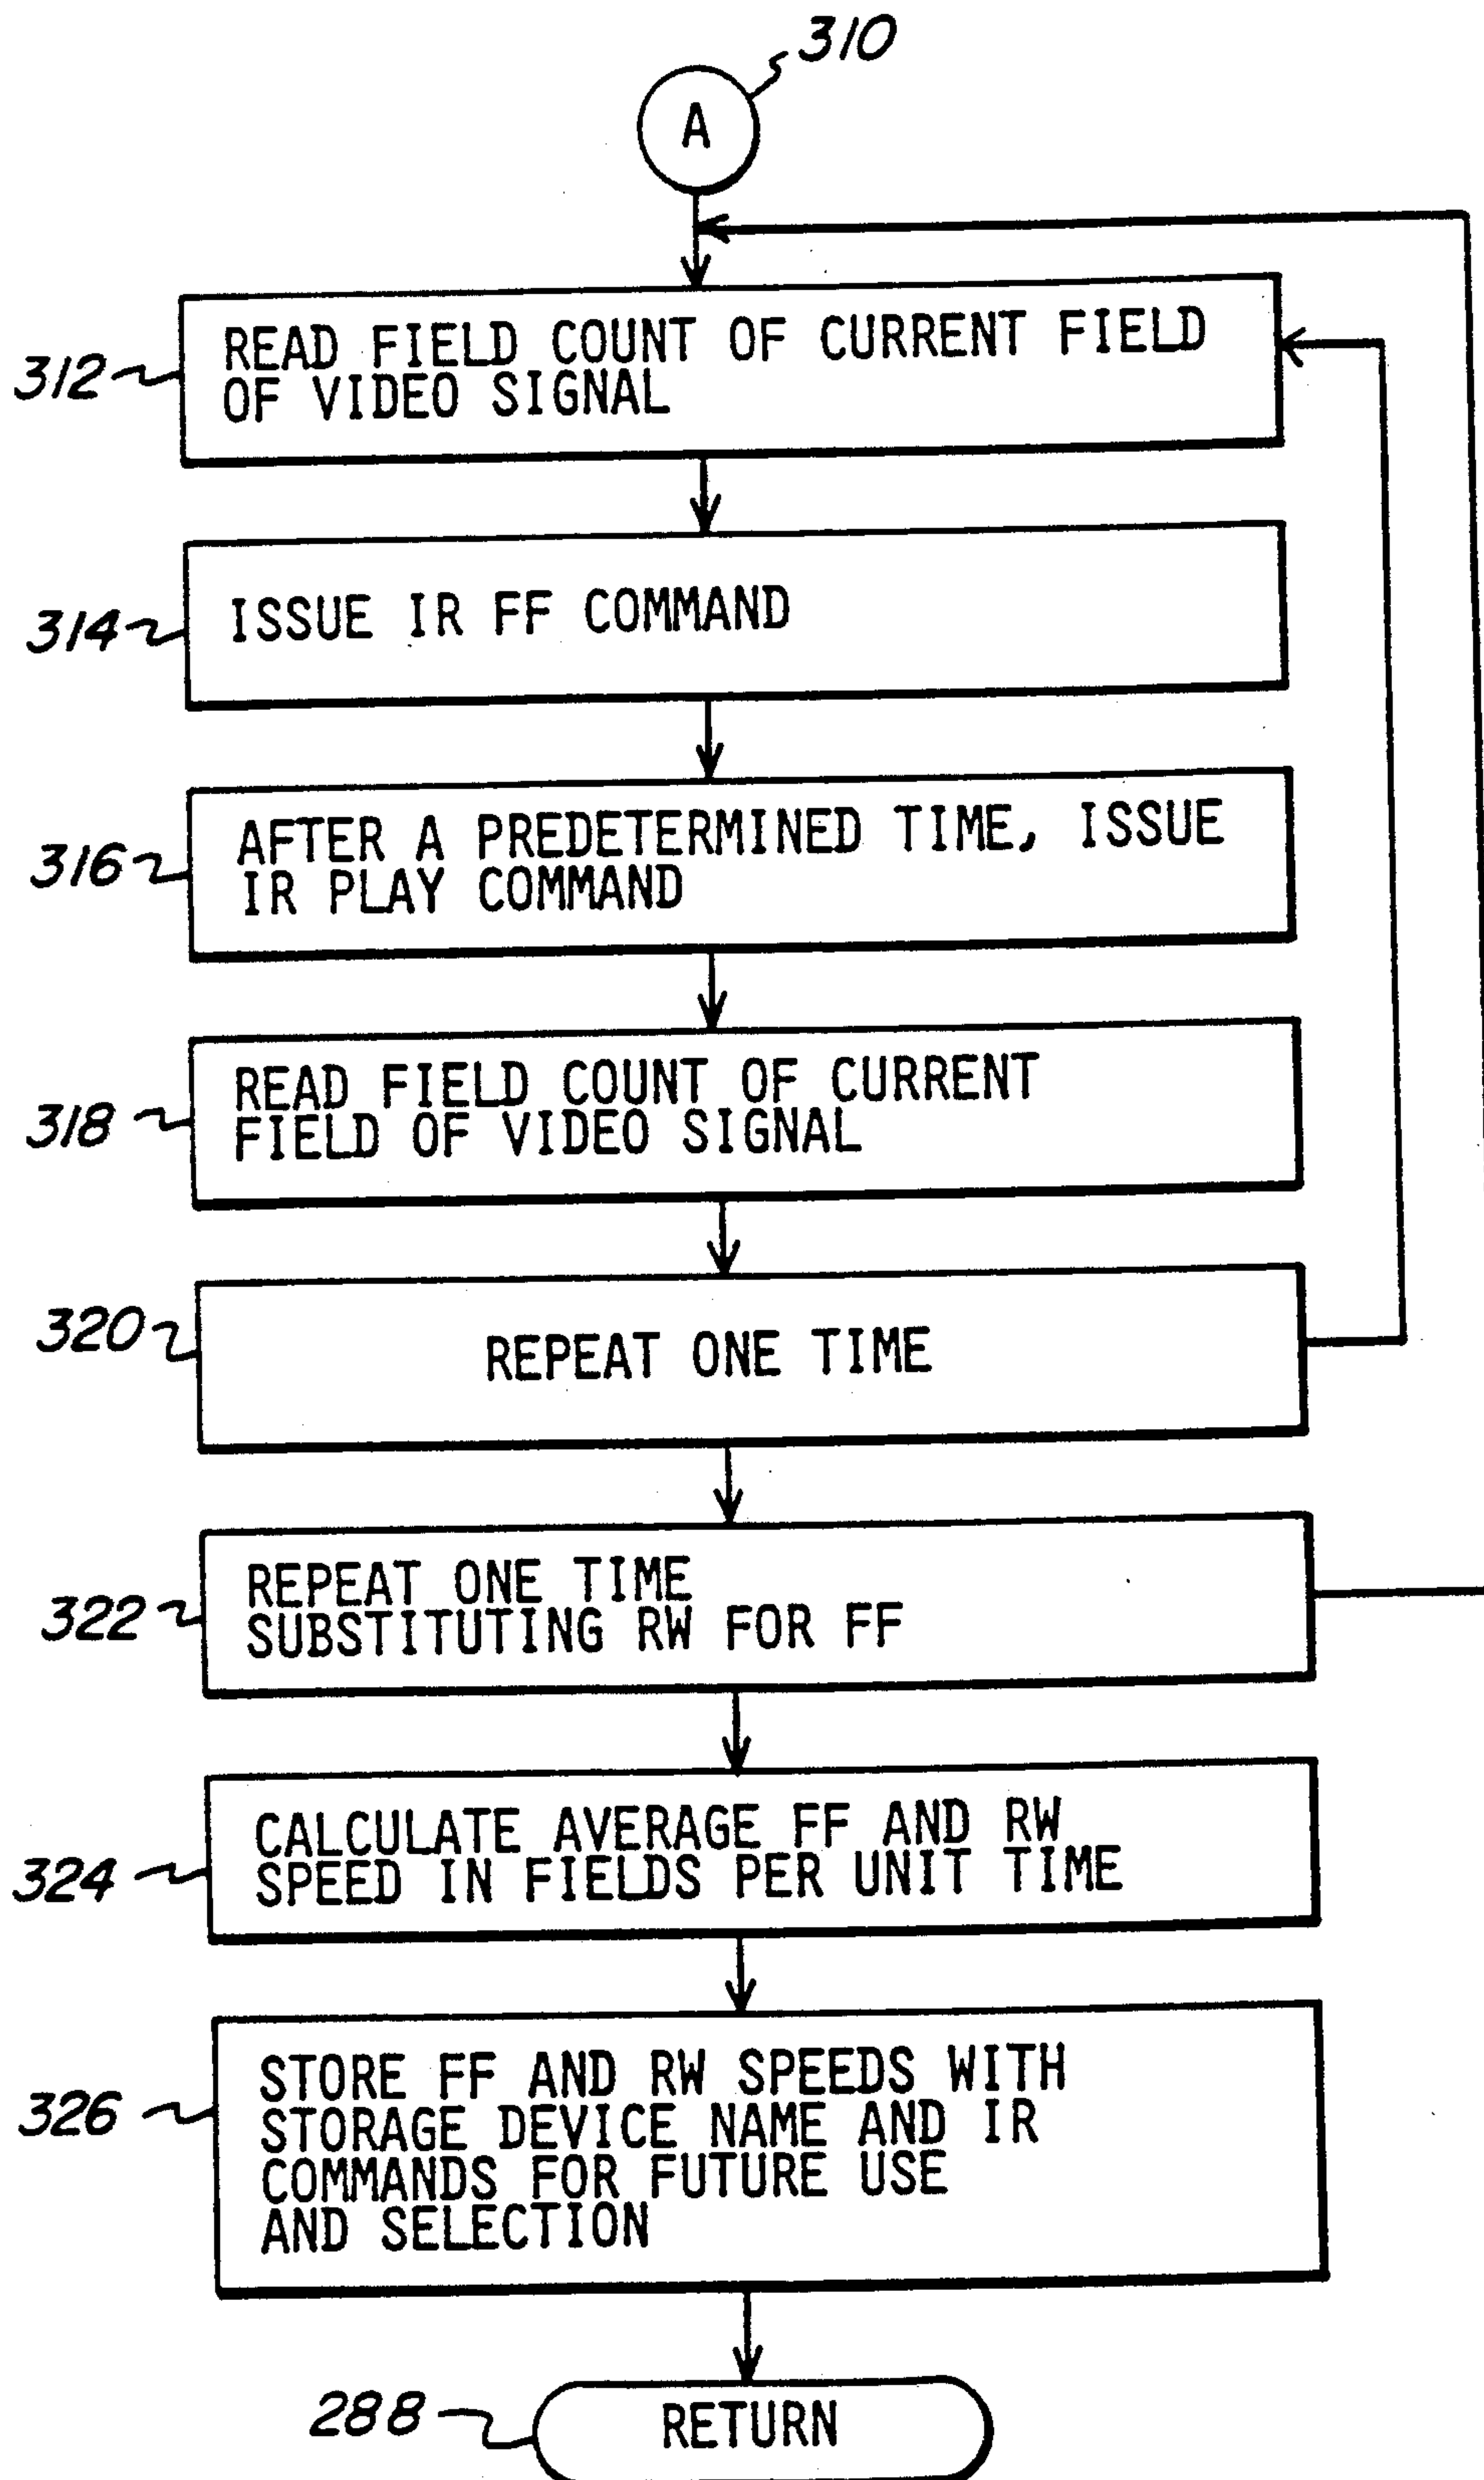 310
A
312
READ FIELD COUNT OF CURRENT FIELD
OF VIDEO SIGNAL
314
ISSUE IR FF COMMAND
316
AFTER A PREDETERMINED TIME, ISSUE
IR PLAY COMMAND
318
READ FIELD COUNT OF CURRENT
FIELD OF VIDEO SIGNAL
320
REPEAT ONE TIME
322
REPEAT ONE TIME
SUBSTITUTING RW FOR FF
324
CALCULATE AVERAGE FF AND RW
SPEED IN FIELDS PER UNIT TIME
326
STORE FF AND RW SPEEDS WITH
STORAGE DEVICE NAME AND IR
COMMANDS FOR FUTURE USE
AND SELECTION
288
RETURN